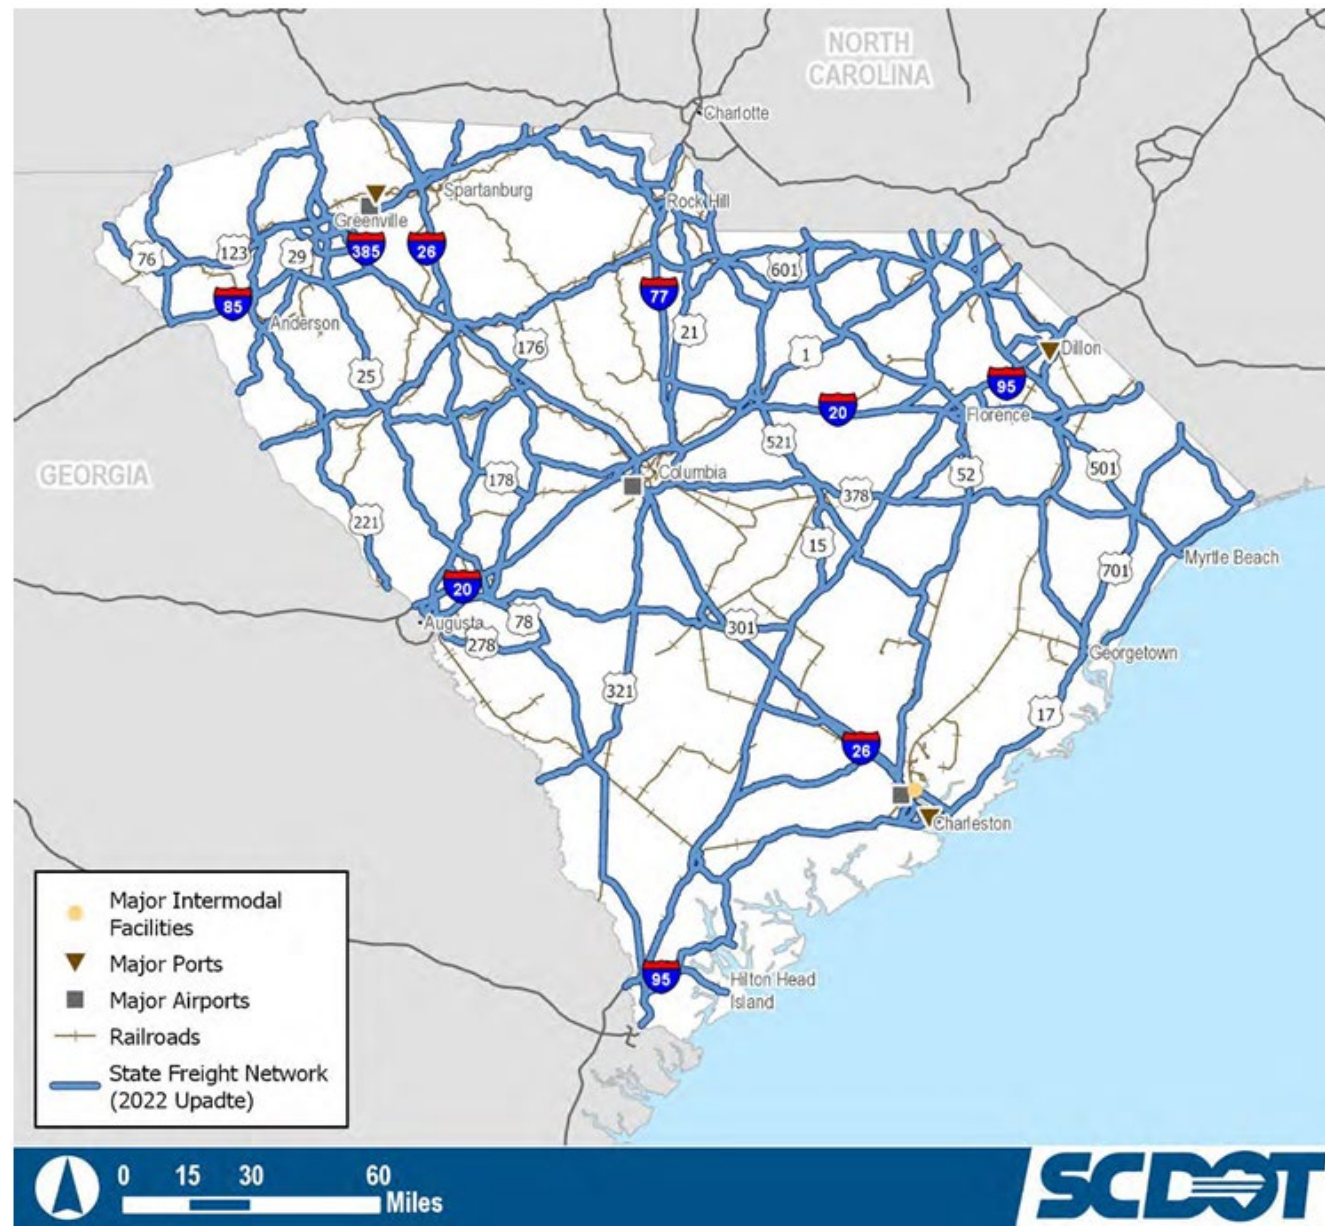 NORTH
CAROLINA
Charlotte
Spartanburg
Rock Hill
Greenville
76
123
29
385
26
601
85
77
Anderson
21
176
1
Dillon
25
95
20
Florence
521
Columbia
501
GEORGIA
178
52
378
221
15
Myrtle Beach
701
20
Augusta
78
301
278
Georgetown
321
17
26
Charleston
95
Hilton Head
Island
Major Intermodal
Facilities
Major Ports
Major Airports
Railroads
State Freight Network
(2022 Upadte)
0 15 30 60
Miles
SCDOT